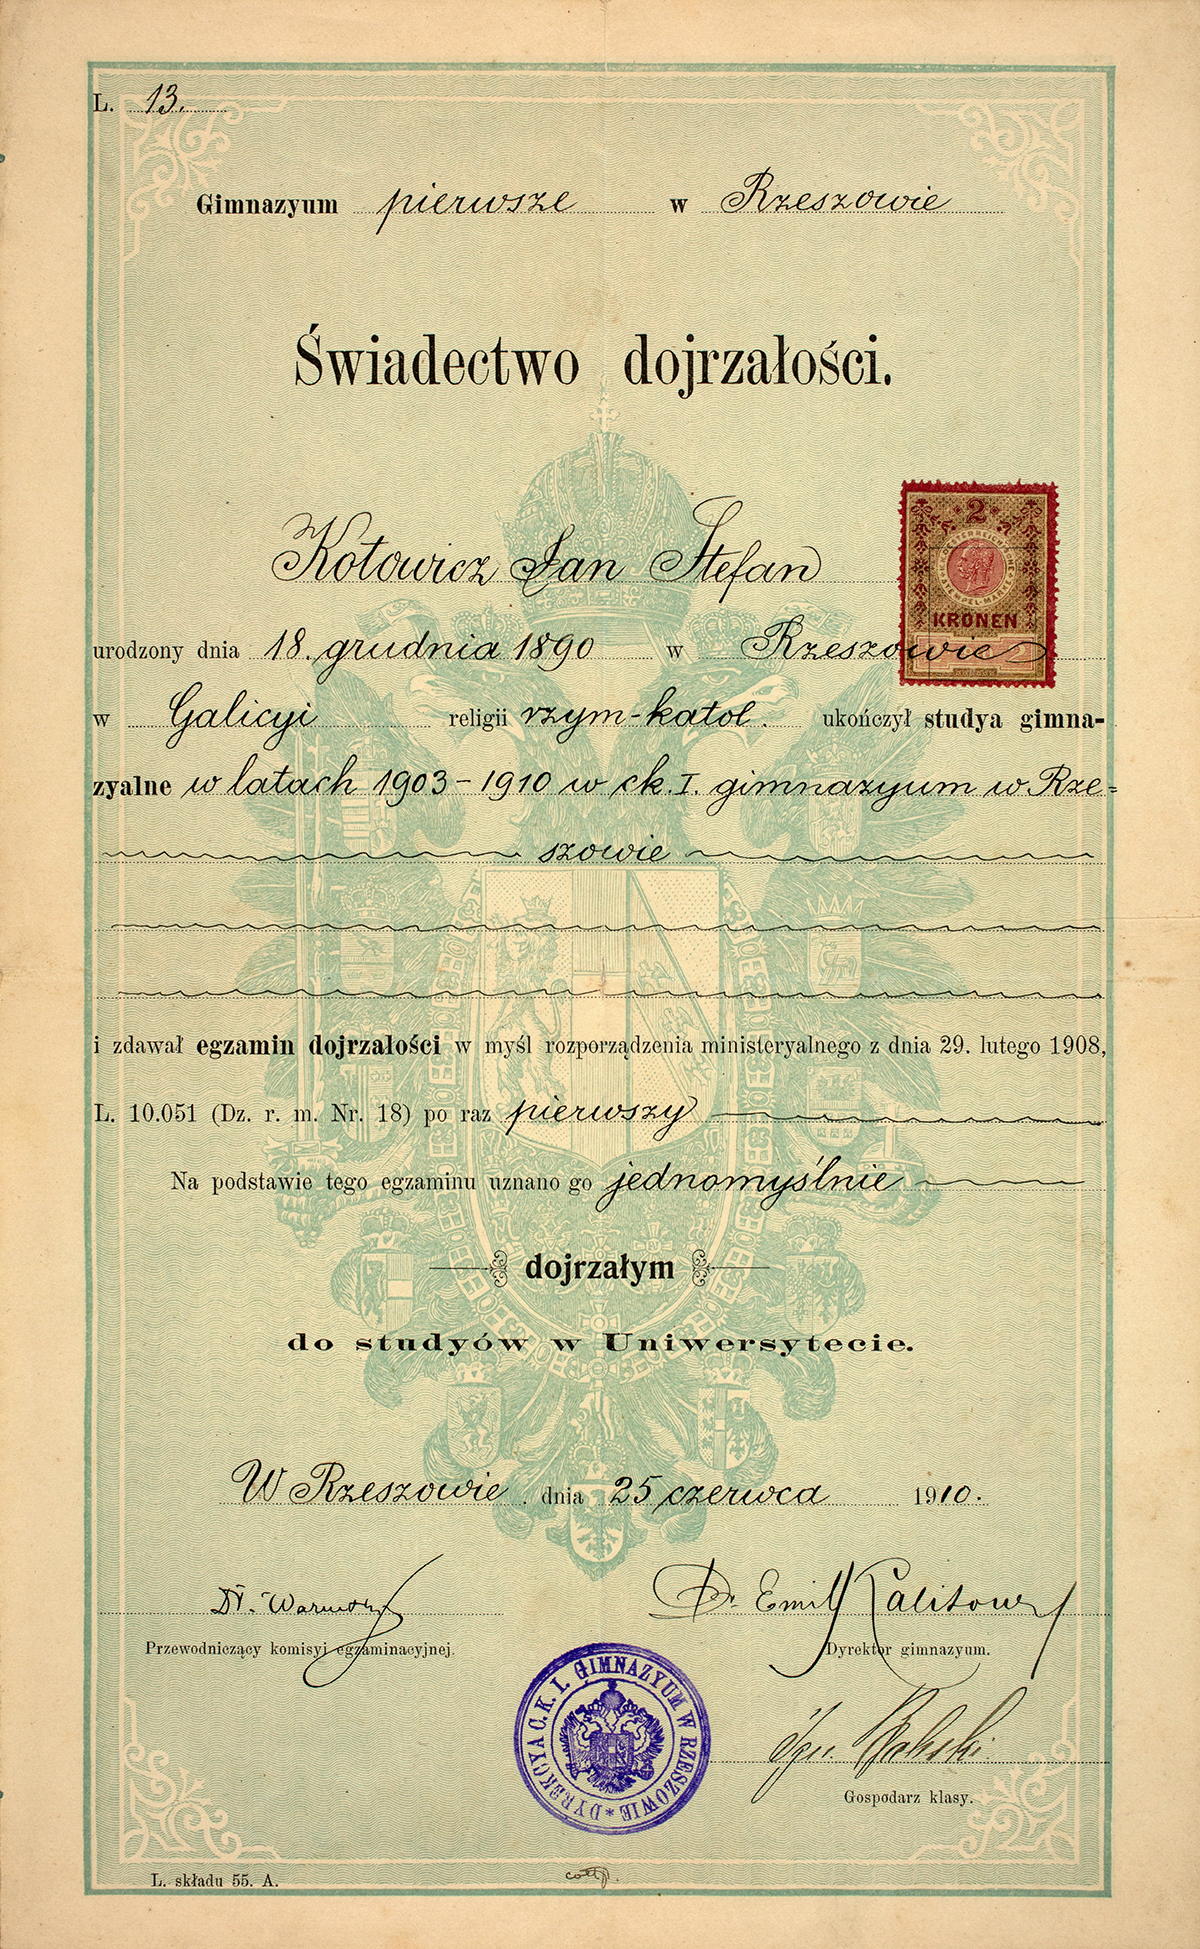 L. 13.
Gimnazyum pierwsze w Rzeszowie
Świadectwo dojrzałości.
2
KRONEN
Kotowicz Jan Stefan
urodzony dnia 18. grudnia 1890 w Rzeszowie
w Galicyi religii rzym-katol. ukończył studya gimna-
zyalne w latach 1903-1910 w ck. I. gimnazyum w Rze=
szowie
i zdawał egzamin dojrzałości w myśl rozporządzenia ministeryalnego z dnia 29. lutego 1908,
L. 10.051 (Dz. r. m. Nr. 18) po raz pierwszy
Na podstawie tego egzaminu uznano go jednomyślnie
dojrzałym
do studyów w Uniwersytecie.
W Rzeszowie dnia 25 czerwca 1910.
Dr. Dr. Emil
Przewodniczący komisyi egzaminacyjnej. Dyrektor gimnazyum.
DYREKCYA C. K. I. GIMNAZYUM W RZESZOWIE *
Gospodarz klasy.
L. składu 55. A.